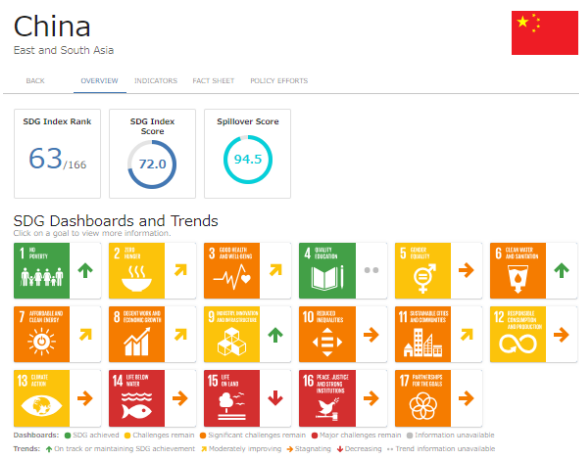 China
East and South Asia
BACK OVERVIEW INDICATORS FACT SHEET POLICY EFFORTS
SDG Index Rank
63/166
SDG Index Score
72.0
Spillover Score
94.5
SDG Dashboards and Trends
Click on a goal to view more information.
1 NO POVERTY
2 ZERO HUNGER
3 GOOD HEALTH AND WELL-BEING
4 QUALITY EDUCATION
5 GENDER EQUALITY
6 CLEAN WATER AND SANITATION
7 AFFORDABLE AND CLEAN ENERGY
8 DECENT WORK AND ECONOMIC GROWTH
9 INDUSTRY, INNOVATION AND INFRASTRUCTURE
10 REDUCED INEQUALITIES
11 SUSTAINABLE CITIES AND COMMUNITIES
12 RESPONSIBLE CONSUMPTION AND PRODUCTION
13 CLIMATE ACTION
14 LIFE BELOW WATER
15 LIFE ON LAND
16 PEACE, JUSTICE AND STRONG INSTITUTIONS
17 PARTNERSHIPS FOR THE GOALS
Dashboards: SDG achieved Challenges remain Significant challenges remain Major challenges remain Information unavailable
Trends: On track or maintaining SDG achievement Moderately improving Stagnating Decreasing Trend information unavailable